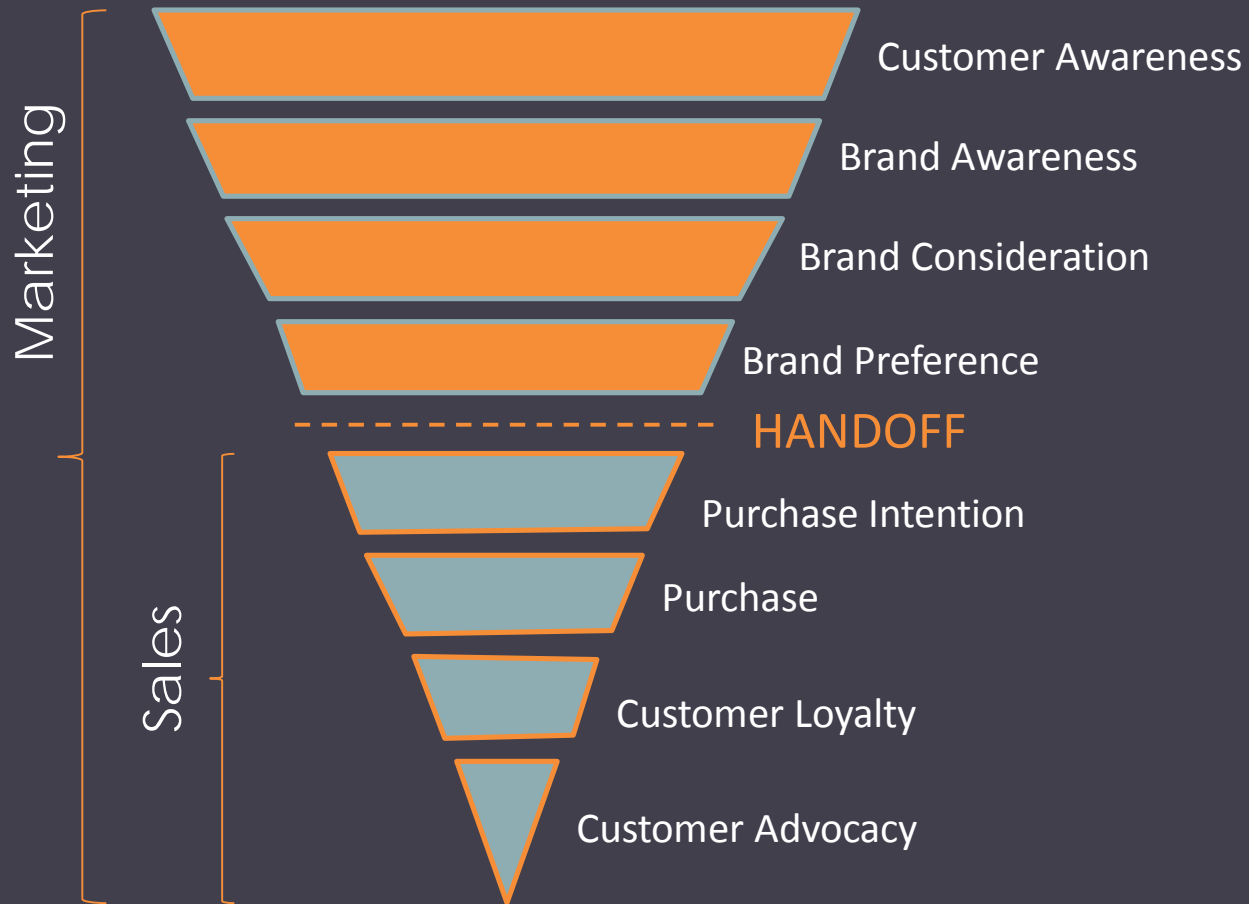 Marketing
Customer Awareness
Brand Awareness
Brand Consideration
Brand Preference
HANDOFF
Sales
Purchase Intention
Purchase
Customer Loyalty
Customer Advocacy